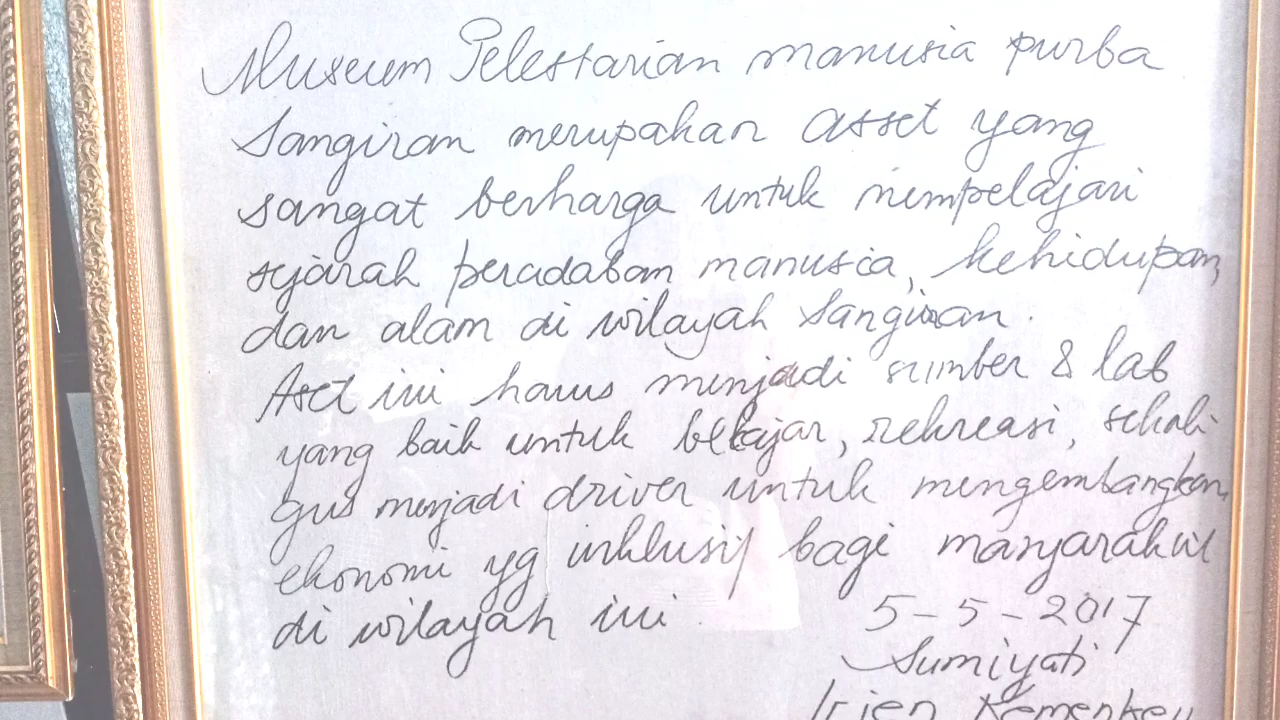 Museum Pelestarian manusia purba
Sangiran merupakan asset yang
sangat berharga untuk mempelajari
sejarah peradaban manusia, kehidupan,
dan alam di wilayah Sangiran.
Aset ini harus menjadi sumber & lab
yang baik untuk belajar, rekreasi, sekali
gus menjadi driver untuk mengembangkan
ekonomi yg inklusif bagi masyarakat
di wilayah ini
5-5-2017
Sumiyati
Irjen Kemenkeu